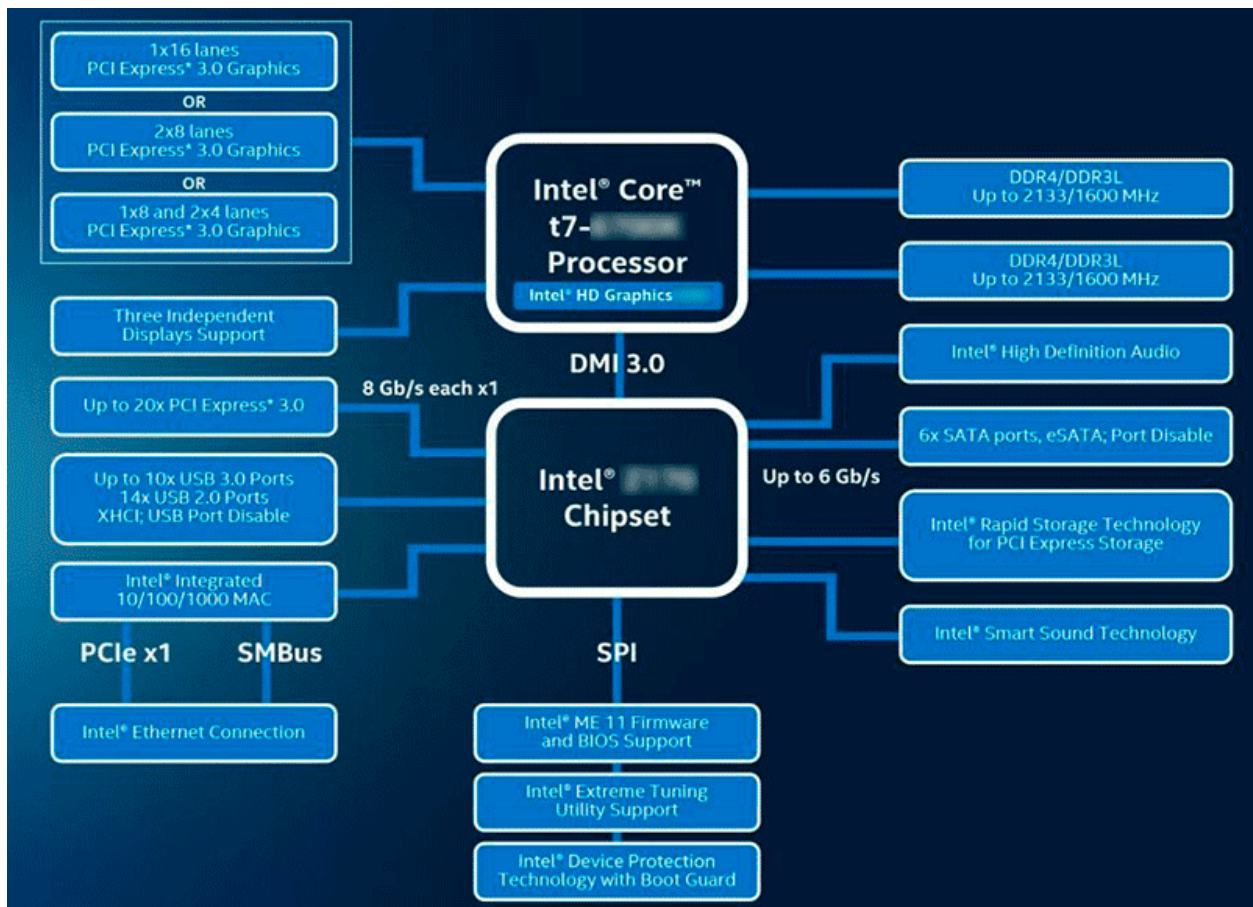 1x16 lanes
PCI Express* 3.0 Graphics
OR
2x8 lanes
PCI Express* 3.0 Graphics
OR
1x8 and 2x4 lanes
PCI Express* 3.0 Graphics
Three Independent
Displays Support
Up to 20x PCI Express* 3.0
8 Gb/s each x1
Up to 10x USB 3.0 Ports
14x USB 2.0 Ports
XHCI; USB Port Disable
Intel® Integrated
10/100/1000 MAC
PCIe x1
SMBus
Intel® Ethernet Connection
Intel® Core™
t7-
Processor
Intel® HD Graphics
DMI 3.0
Intel®
Chipset
SPI
Intel® ME 11 Firmware
and BIOS Support
Intel® Extreme Tuning
Utility Support
Intel® Device Protection
Technology with Boot Guard
DDR4/DDR3L
Up to 2133/1600 MHz
DDR4/DDR3L
Up to 2133/1600 MHz
Intel® High Definition Audio
6x SATA ports, eSATA; Port Disable
Up to 6 Gb/s
Intel® Rapid Storage Technology
for PCI Express Storage
Intel® Smart Sound Technology